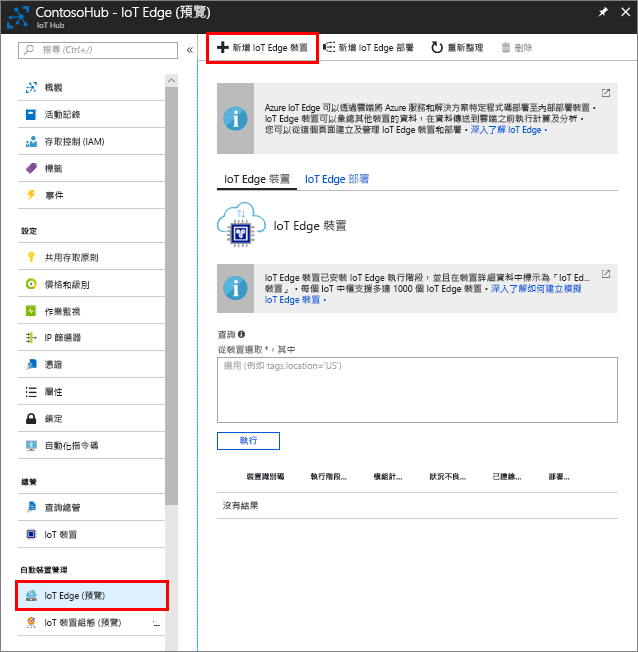 ContosoHub - IoT Edge (預覽)
IoT Hub
搜尋 (Ctrl+/)
概觀
活動記錄
存取控制 (IAM)
標籤
事件
設定
共用存取原則
價格和級別
作業監視
IP 篩選器
憑證
屬性
鎖定
自動化指令碼
總管
查詢總管
IoT 裝置
自動裝置管理
IoT Edge (預覽)
IoT 裝置組態 (預覽) ...
新增 IoT Edge 裝置 新增 IoT Edge 部署 重新整理 刪除
Azure IoT Edge 可以透過雲端將 Azure 服務和解決方案特定程式碼部署至內部部署裝置。
IoT Edge 裝置可以彙總其他裝置的資料，在資料傳送到雲端之前執行計算及分析。
您可以從這個頁面建立及管理 IoT Edge 裝置和部署。深入了解 IoT Edge。
IoT Edge 裝置 IoT Edge 部署
IoT Edge 裝置
IoT Edge 裝置已安裝 IoT Edge 執行階段，並且在裝置詳細資料中標示為「IoT Ed...
裝置」。每個 IoT 中樞支援多達 1000 個 IoT Edge 裝置。深入了解如何建立模擬
IoT Edge 裝置。
查詢
從裝置選取 *，其中
選用 (例如 tags.location='US')
執行
裝置識別碼 執行階段... 模組計... 狀況不良... 已連線... 部署...
沒有結果